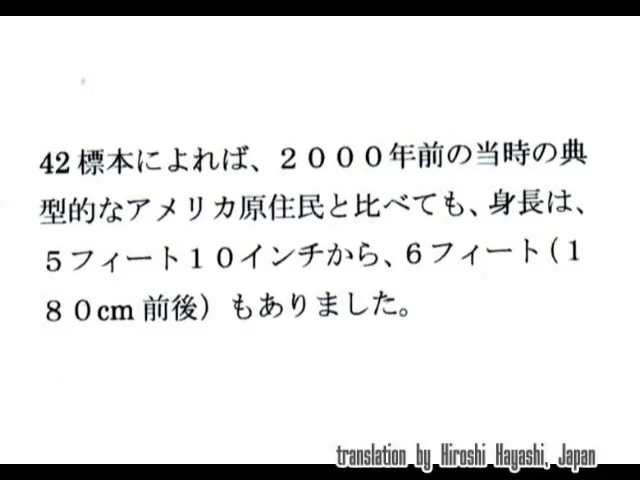 42標本によれば、２０００年前の当時の典
型的なアメリカ原住民と比べても、身長は、
５フィート１０インチから、６フィート（１
８０cm 前後）もありました。
translation by Hiroshi Hayashi, Japan